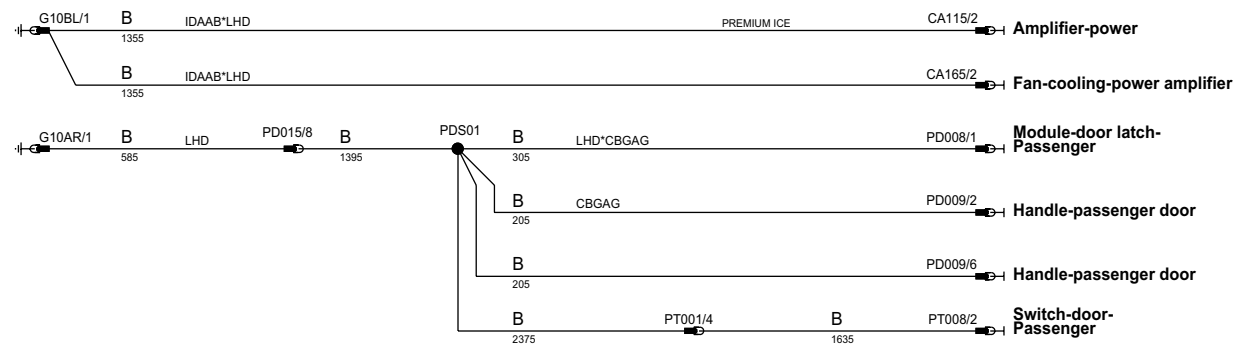 G10BL/1 B IDAAB*LHD PREMIUM ICE CA115/2 Amplifier-power
1355
B IDAAB*LHD CA165/2 Fan-cooling-power amplifier
1355
G10AR/1 B LHD PD015/8 B PDS01 B LHD*CBGAG PD008/1 Module-door latch-
Passenger
585 1395 305
B CBGAG PD009/2 Handle-passenger door
205
B PD009/6 Handle-passenger door
205
B PT001/4 B PT008/2 Switch-door-
Passenger
2375 1635